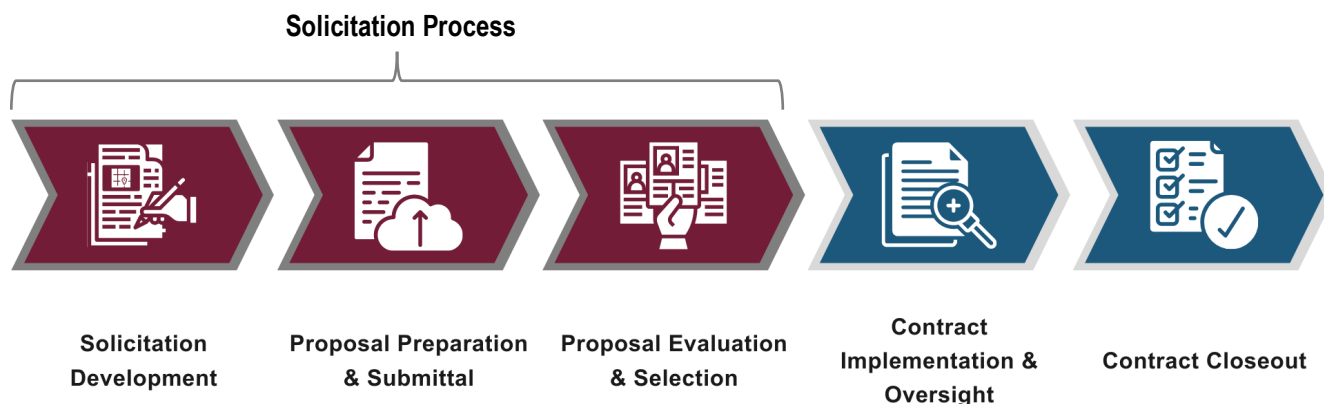 Solicitation Process
Solicitation
Development
Proposal Preparation
& Submittal
Proposal Evaluation
& Selection
Contract
Implementation &
Oversight
Contract Closeout